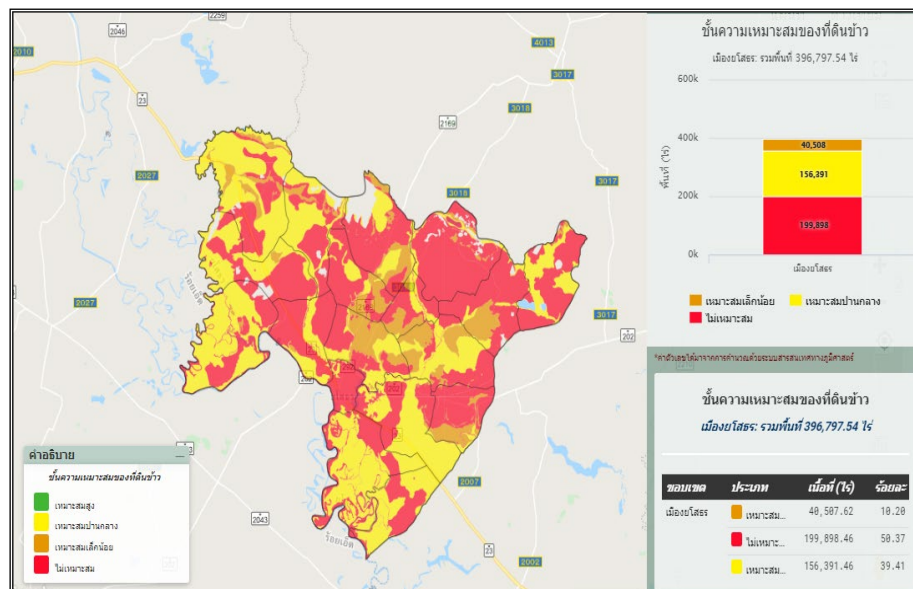 2259
2046
2010
4013
23
3017
2169
3018
3017
2027
3018
3017
ร้อยเอ็ด
2027
3017
202
2007
2043
ร้อยเอ็ด
23
2002
ชั้นความเหมาะสมของที่ดินข้าว
เมืองยโสธร: รวมพื้นที่ 396,797.54 ไร่
600k
400k
200k
0k
พื้นที่ (ไร่)
40,508
156,391
199,898
เมืองยโสธร
เหมาะสมเล็กน้อย
เหมาะสมปานกลาง
ไม่เหมาะสม
*ค่าตัวเลขได้มาจากการคำนวณด้วยระบบสารสนเทศทางภูมิศาสตร์
ชั้นความเหมาะสมของที่ดินข้าว
เมืองยโสธร: รวมพื้นที่ 396,797.54 ไร่
ขอบเขต ประเภท เนื้อที่ (ไร่) ร้อยละ
เมืองยโสธร เหมาะสม... 40,507.62 10.20
ไม่เหมาะ... 199,898.46 50.37
เหมาะสม... 156,391.46 39.41
คำอธิบาย
ชั้นความเหมาะสมของที่ดินข้าว
เหมาะสมสูง
เหมาะสมปานกลาง
เหมาะสมเล็กน้อย
ไม่เหมาะสม